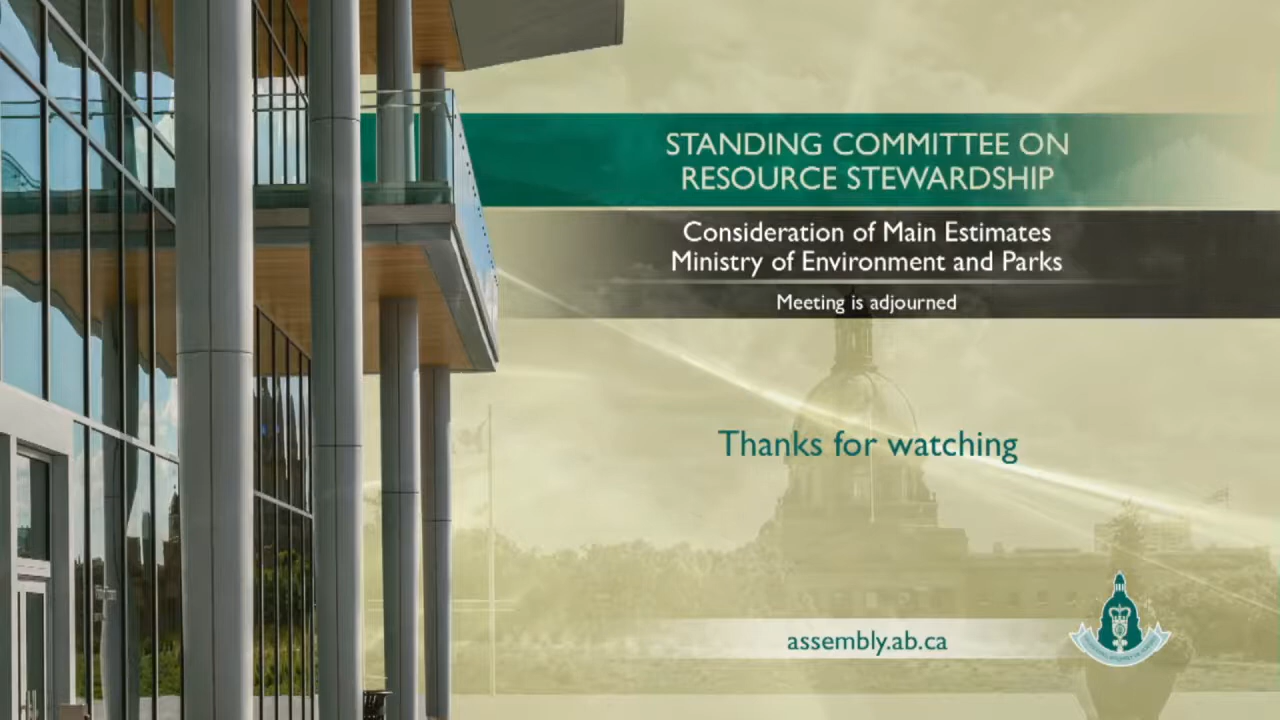 STANDING COMMITTEE ON
RESOURCE STEWARDSHIP
Consideration of Main Estimates
Ministry of Environment and Parks
Meeting is adjourned
Thanks for watching
assembly.ab.ca